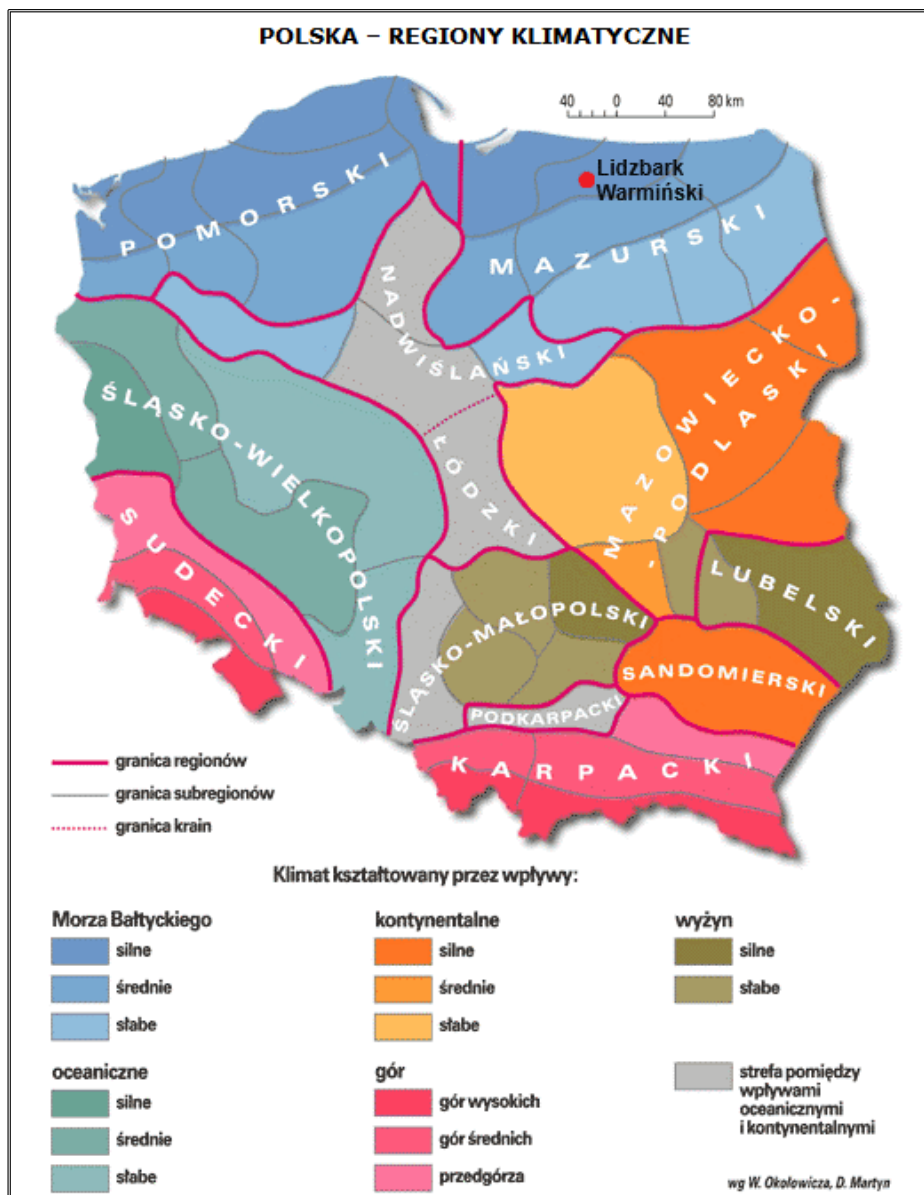 POLSKA – REGIONY KLIMATYCZNE
40 0 40 80 km
Lidzbark
Warmiński
POMORSKI
MAZURSKI
NADWIŚLAŃSKI
MAZOWIECKO-
-PODLASKI
ŚLĄSKO-WIELKOPOLSKI
ŁÓDZKI
SUDECKI
LUBELSKI
ŚLĄSKO-MAŁOPOLSKI
SANDOMIERSKI
PODKARPACKI
KARPACKI
granica regionów
granica subregionów
granica krain
Klimat kształtowany przez wpływy:
Morza Bałtyckiego
silne
średnie
słabe
kontynentalne
silne
średnie
słabe
wyżyn
silne
słabe
oceaniczne
silne
średnie
słabe
gór
gór wysokich
gór średnich
przedgórza
strefa pomiędzy
wpływami
oceanicznymi
i kontynentalnymi
wg W. Okołowicza, D. Martyn